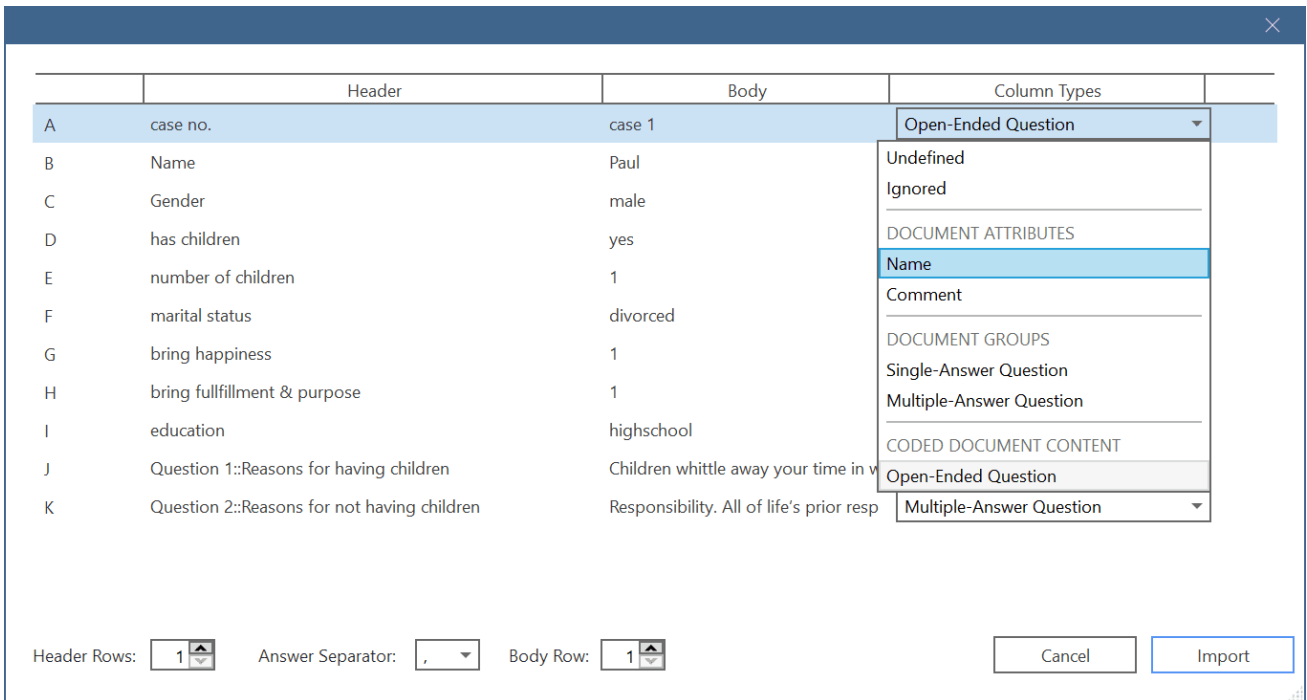 Header Body Column Types
A case no. case 1 Open-Ended Question
Undefined
B Name Paul
Ignored
C Gender male
DOCUMENT ATTRIBUTES
D has children yes
Name
E number of children 1
Comment
F marital status divorced
DOCUMENT GROUPS
G bring happiness 1
Single-Answer Question
H bring fullfillment & purpose 1
Multiple-Answer Question
I education highschool
CODED DOCUMENT CONTENT
J Question 1::Reasons for having children Children whittle away your time in w
Open-Ended Question
K Question 2::Reasons for not having children Responsibility. All of life's prior resp Multiple-Answer Question
Header Rows: 1 Answer Separator: , Body Row: 1 Cancel Import